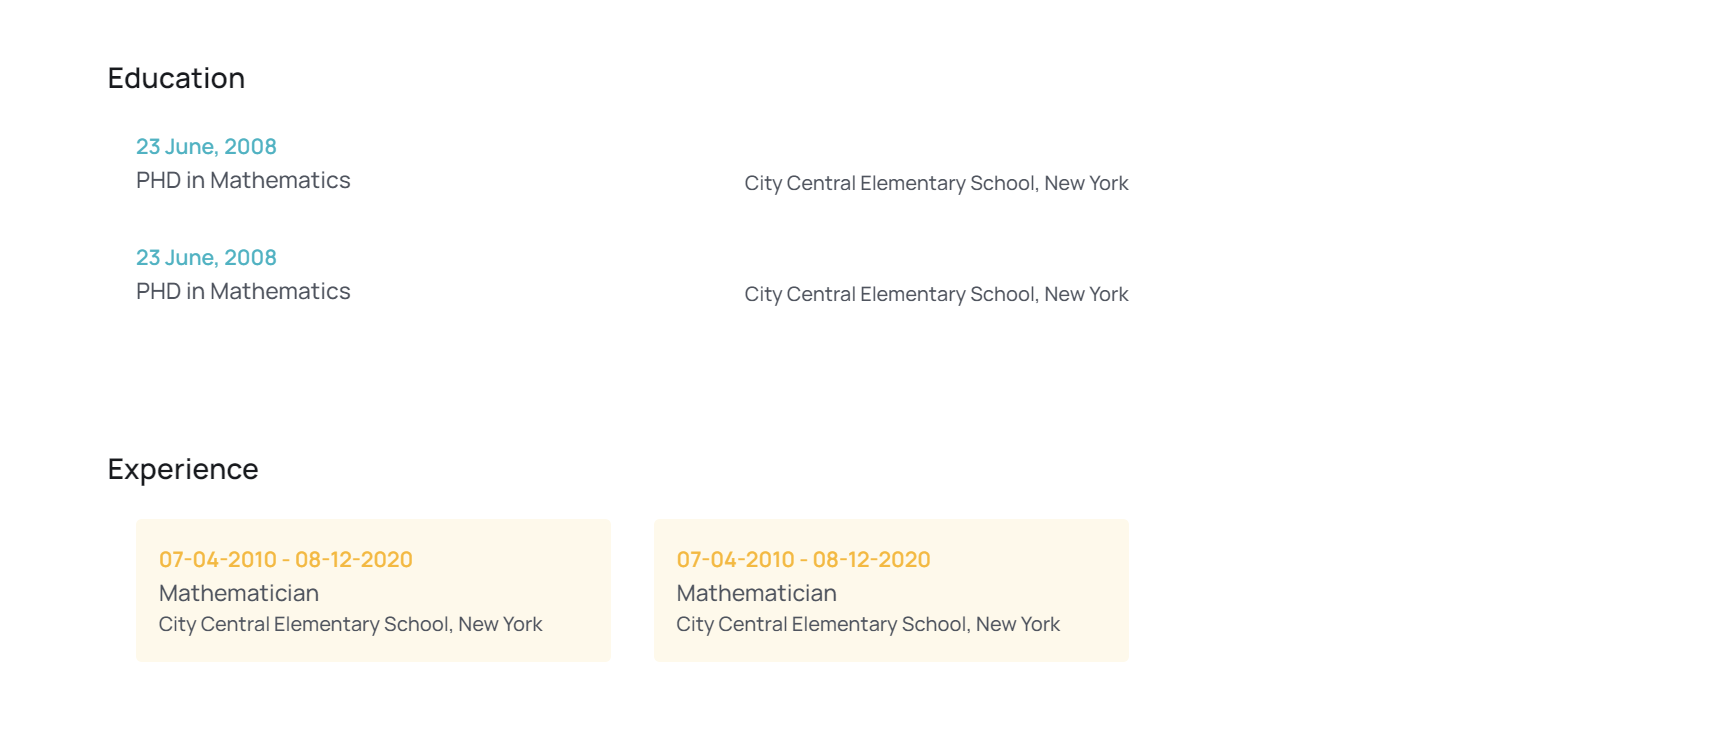 Education
23 June, 2008
PHD in Mathematics
City Central Elementary School, New York
23 June, 2008
PHD in Mathematics
City Central Elementary School, New York
Experience
07-04-2010 - 08-12-2020
Mathematician
City Central Elementary School, New York
07-04-2010 - 08-12-2020
Mathematician
City Central Elementary School, New York